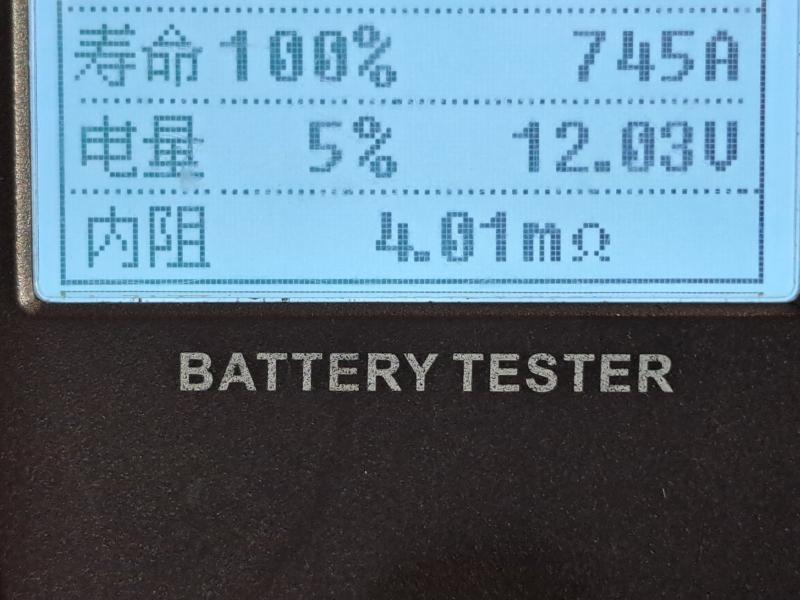 寿命 100% 745A
电量 5% 12.03V
内阻 4.01mΩ
BATTERY TESTER